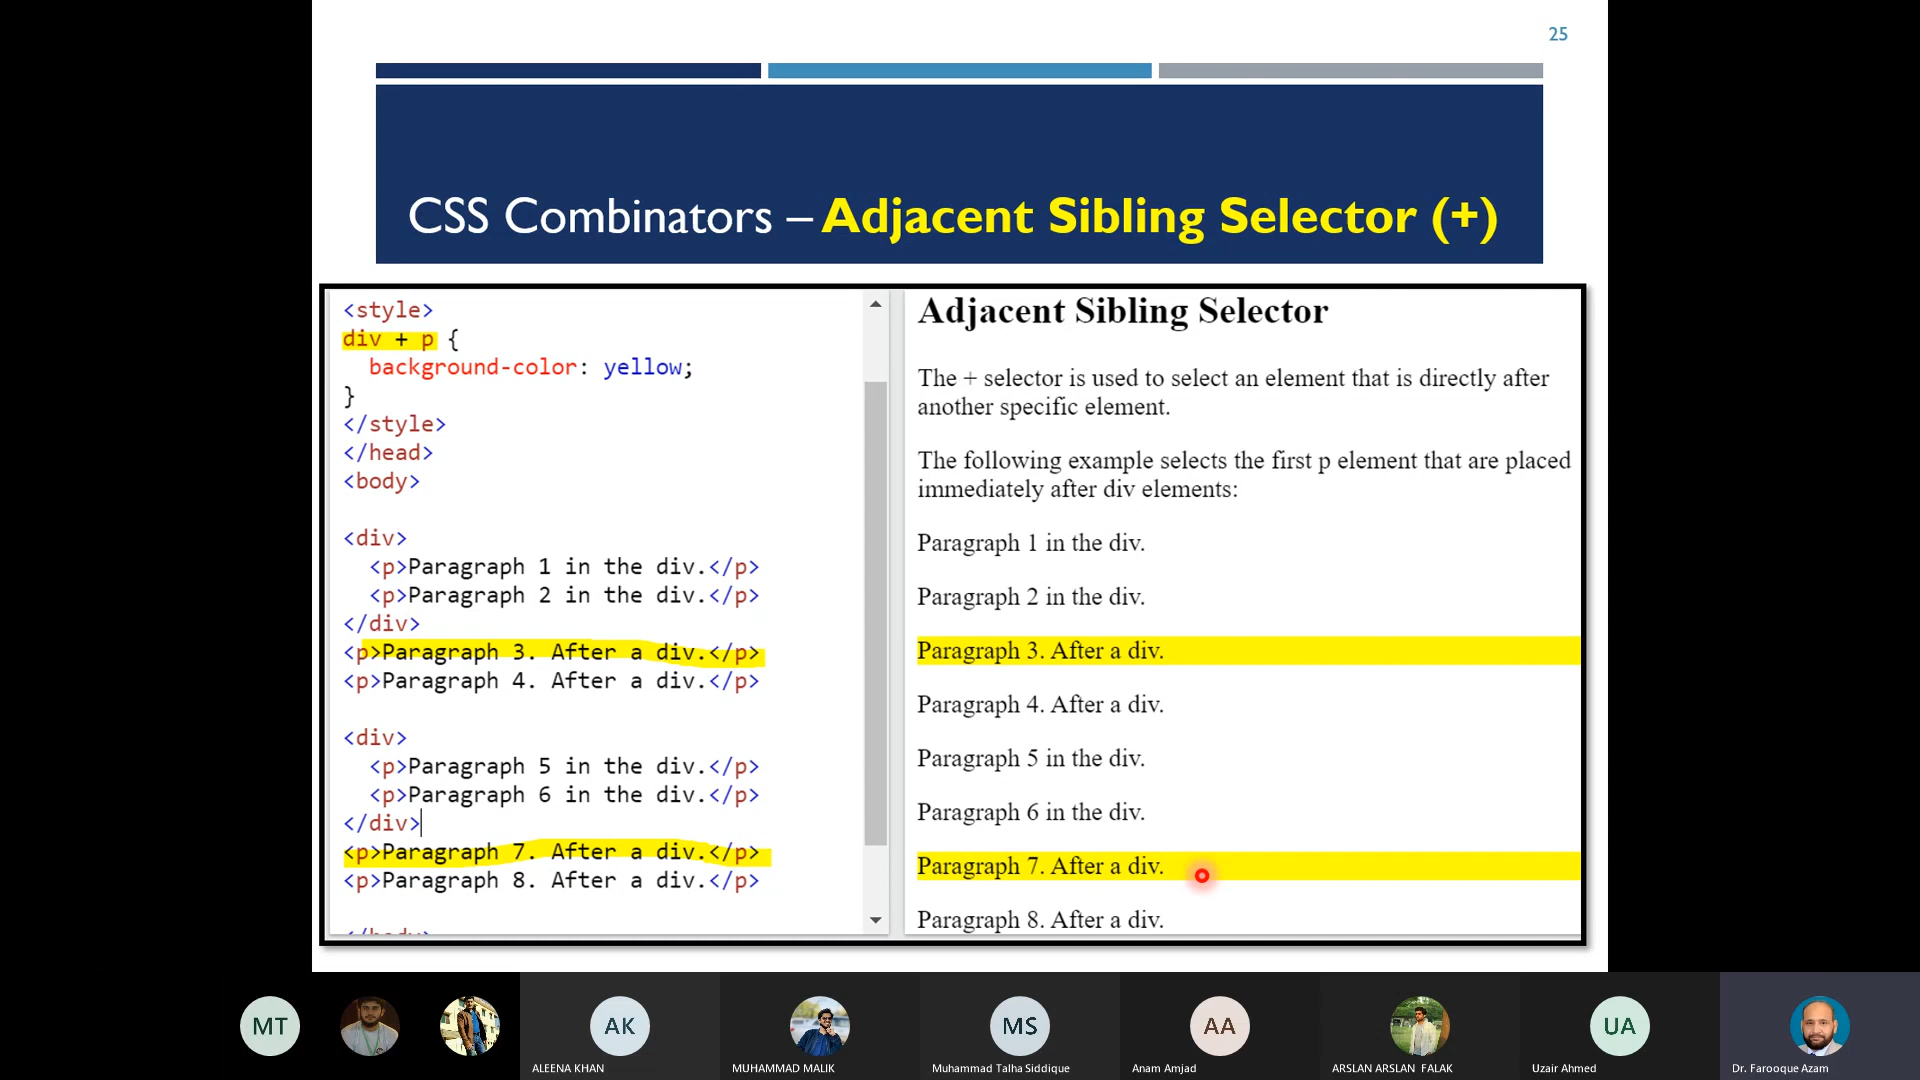 25
CSS Combinators – Adjacent Sibling Selector (+)
<style>
div + p {
  background-color: yellow;
}
</style>
</head>
<body>
<div>
  <p>Paragraph 1 in the div.</p>
  <p>Paragraph 2 in the div.</p>
</div>
<p>Paragraph 3. After a div.</p>
<p>Paragraph 4. After a div.</p>
<div>
  <p>Paragraph 5 in the div.</p>
  <p>Paragraph 6 in the div.</p>
</div>
<p>Paragraph 7. After a div.</p>
<p>Paragraph 8. After a div.</p>
</body>
Adjacent Sibling Selector
The + selector is used to select an element that is directly after
another specific element.
The following example selects the first p element that are placed
immediately after div elements:
Paragraph 1 in the div.
Paragraph 2 in the div.
Paragraph 3. After a div.
Paragraph 4. After a div.
Paragraph 5 in the div.
Paragraph 6 in the div.
Paragraph 7. After a div.
Paragraph 8. After a div.
MT
AK
MS
AA
UA
ALEENA KHAN
MUHAMMAD MALIK
Muhammad Talha Siddique
Anam Amjad
ARSLAN ARSLAN FALAK
Uzair Ahmed
Dr. Farooque Azam